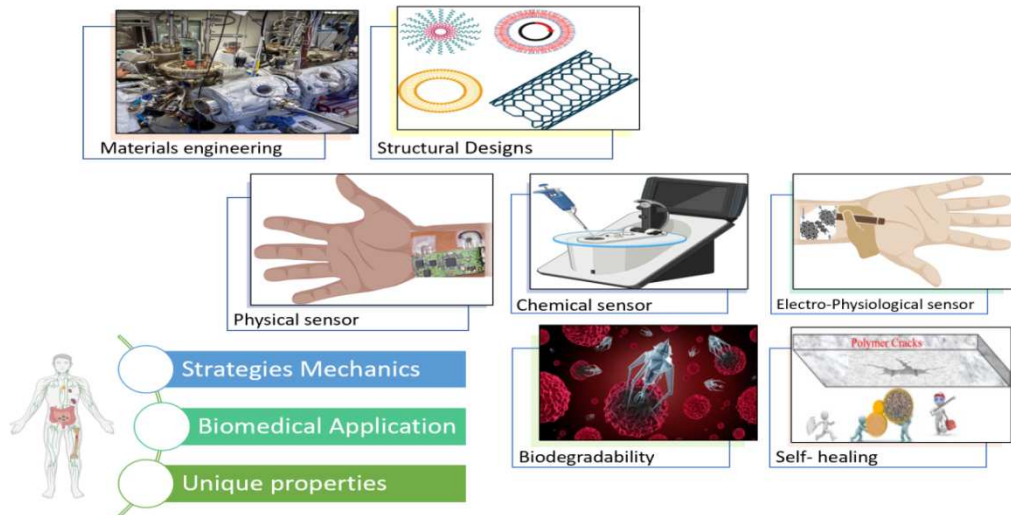 Materials engineering
Structural Designs
Physical sensor
Chemical sensor
Electro-Physiological sensor
Strategies Mechanics
Biomedical Application
Unique properties
Polymer Cracks
Biodegradability
Self- healing